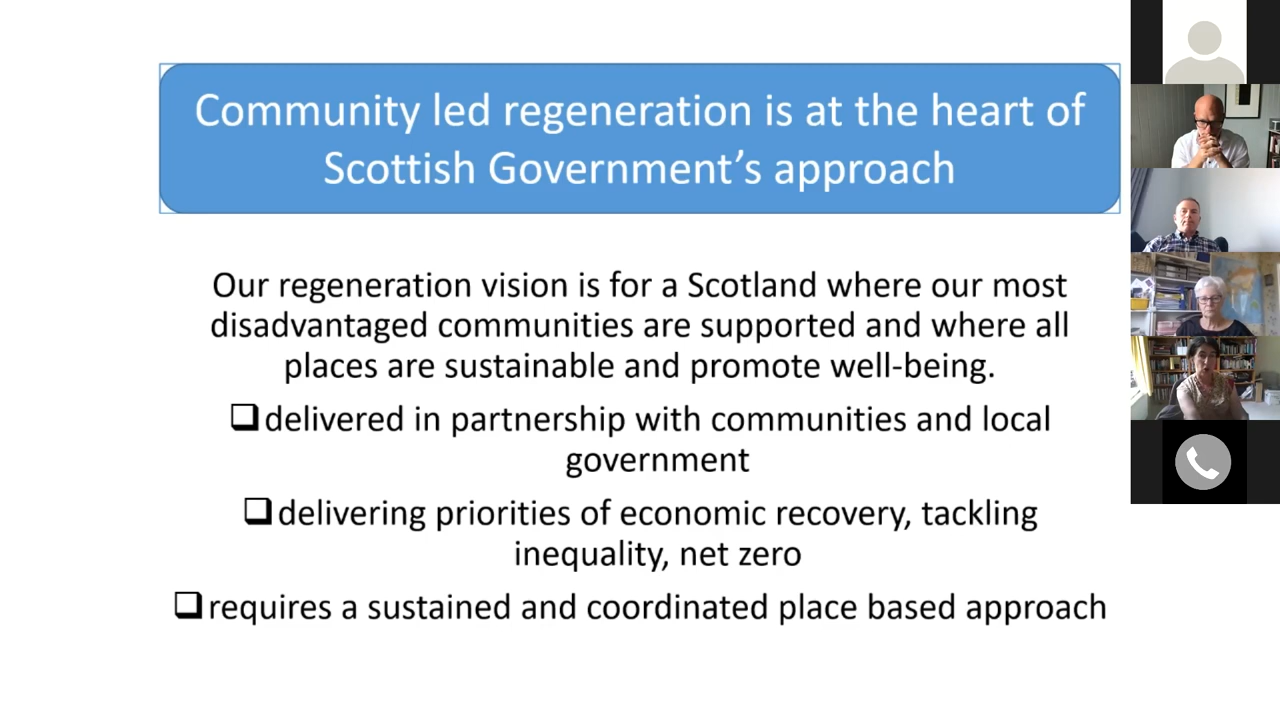 Community led regeneration is at the heart of
Scottish Government’s approach
Our regeneration vision is for a Scotland where our most
disadvantaged communities are supported and where all
places are sustainable and promote well-being.
❑delivered in partnership with communities and local
government
❑delivering priorities of economic recovery, tackling
inequality, net zero
❑requires a sustained and coordinated place based approach